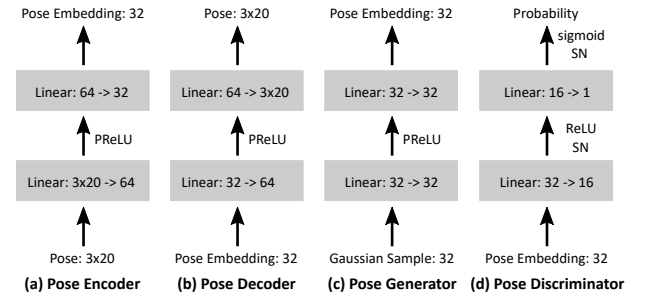 Pose Embedding: 32
Linear: 64 -> 32
PReLU
Linear: 3x20 -> 64
Pose: 3x20
(a) Pose Encoder
Pose: 3x20
Linear: 64 -> 3x20
PReLU
Linear: 32 -> 64
Pose Embedding: 32
(b) Pose Decoder
Pose Embedding: 32
Linear: 32 -> 32
PReLU
Linear: 32 -> 32
Gaussian Sample: 32
(c) Pose Generator
Probability
sigmoid
SN
Linear: 16 -> 1
ReLU
SN
Linear: 32 -> 16
Pose Embedding: 32
(d) Pose Discriminator